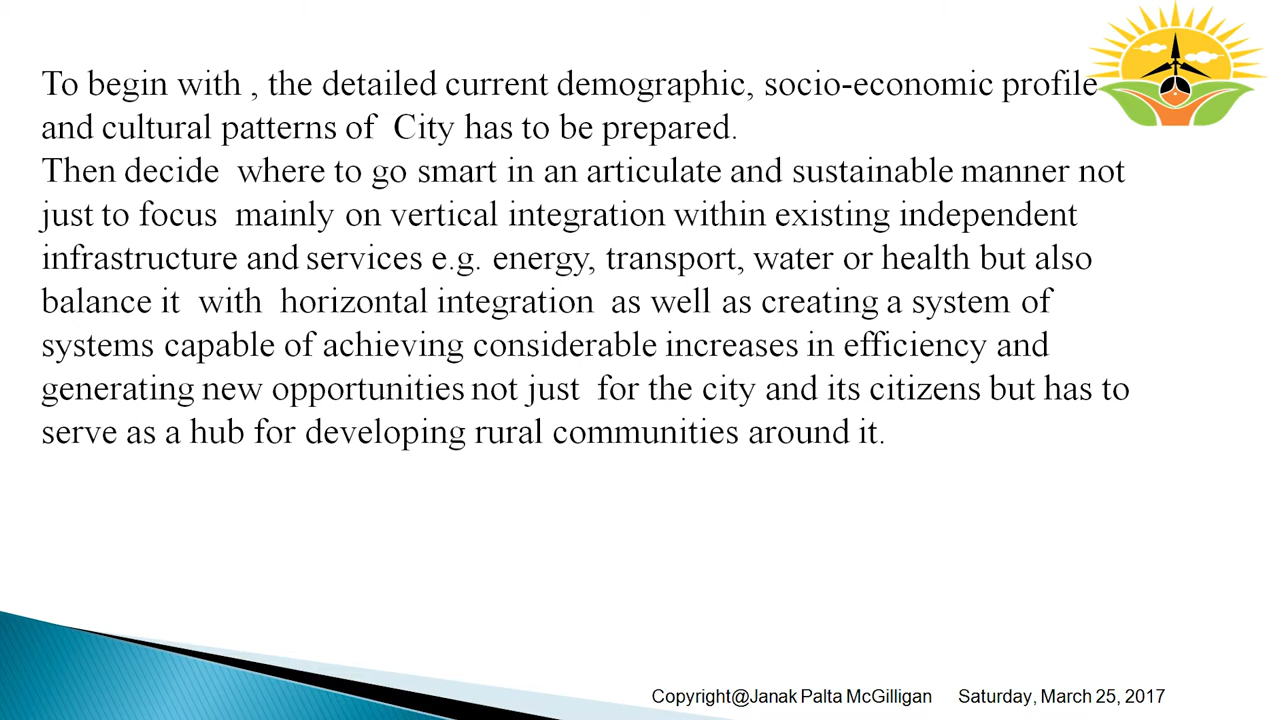 To begin with , the detailed current demographic, socio-economic profile
and cultural patterns of City has to be prepared.
Then decide where to go smart in an articulate and sustainable manner not
just to focus mainly on vertical integration within existing independent
infrastructure and services e.g. energy, transport, water or health but also
balance it with horizontal integration as well as creating a system of
systems capable of achieving considerable increases in efficiency and
generating new opportunities not just for the city and its citizens but has to
serve as a hub for developing rural communities around it.
Copyright@Janak Palta McGilligan Saturday, March 25, 2017